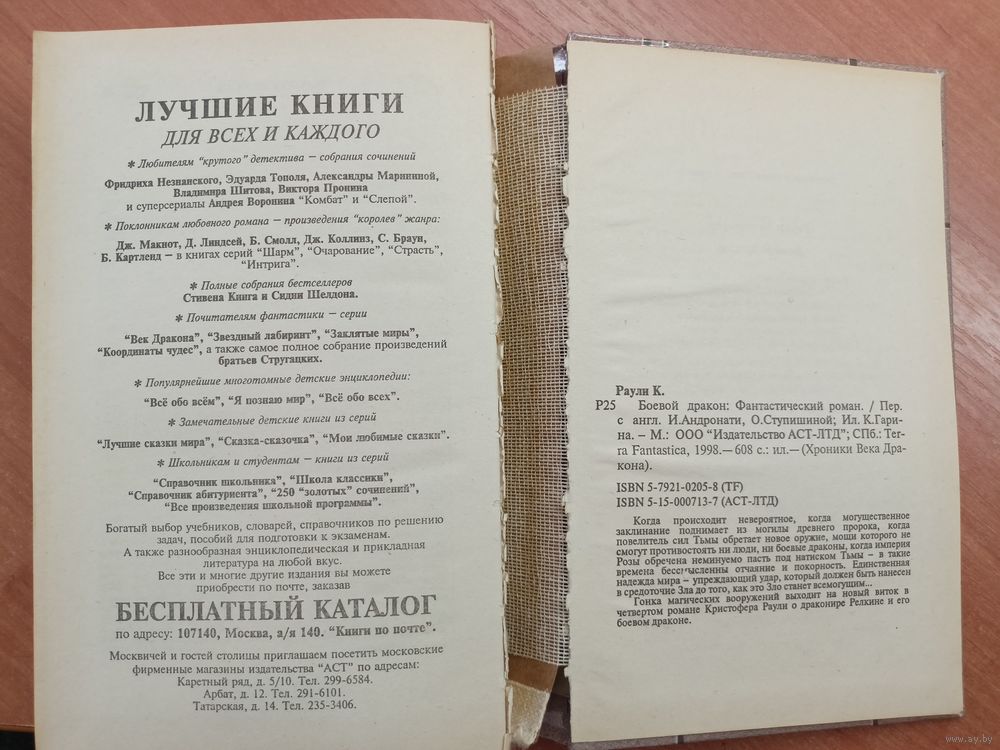 ЛУЧШИЕ КНИГИ
ДЛЯ ВСЕХ И КАЖДОГО
✻ Любителям "крутого" детектива – собрания сочинений
Фридриха Незнанского, Эдуарда Тополя, Александры Марининой,
Владимира Шитова, Виктора Пронина
и суперсериалы Андрея Воронина "Комбат" и "Слепой".
✻ Поклонникам любовного романа – произведения "королев" жанра:
Дж. Макнот, Д. Линдсей, Б. Смолл, Дж. Коллинз, С. Браун,
Б. Картленд – в книгах серий "Шарм", "Очарование", "Страсть",
"Интрига".
✻ Полные собрания бестселлеров
Стивена Книга и Сидни Шелдона.
✻ Почитателям фантастики – серии
"Век Дракона", "Звездный лабиринт", "Заклятые миры",
"Координаты чудес", а также самое полное собрание произведений
братьев Стругацких.
✻ Популярнейшие многотомные детские энциклопедии:
"Всё обо всём", "Я познаю мир", "Все обо всех".
✻ Замечательные детские книги из серий
"Лучшие сказки мира", "Сказка-сказочка", "Мои любимые сказки".
✻ Школьникам и студентам – книги из серий
"Справочник школьника", "Школа классики",
"Справочник абитуриента", "250 "золотых" сочинений",
"Все произведения школьной программы".
Богатый выбор учебников, словарей, справочников по решению
задач, пособий для подготовки к экзаменам.
А также разнообразная энциклопедическая и прикладная
литература на любой вкус.
Все эти и многие другие издания вы можете
приобрести по почте, заказав
БЕСПЛАТНЫЙ КАТАЛОГ
по адресу: 107140, Москва, а/я 140. "Книги по почте".
Москвичей и гостей столицы приглашаем посетить московские
фирменные магазины издательства "АСТ" по адресам:
Каретный ряд, д. 5/10. Тел. 299-6584.
Арбат, д. 12. Тел. 291-6101.
Татарская, д. 14. Тел. 235-3406.
Раули К.
Р25 Боевой дракон: Фантастический роман. / Пер.
с англ. И.Андронати, О.Ступишиной; Ил. К.Гари-
на. – М.: ООО "Издательство АСТ-ЛТД"; СПб.: Ter-
ra Fantastica, 1998.— 608 с.: ил.— (Хроники Века Дра-
кона).
ISBN 5-7921-0205-8 (TF)
ISBN 5-15-000713-7 (АСТ-ЛТД)
Когда происходит невероятное, когда могущественное
заклинание поднимает из могилы древнего пророка, когда
повелитель сил Тьмы обретает новое оружие, мощи которого не
смогут противостоять ни люди, ни боевые драконы, когда империя
Розы обречена неминуемо пасть под натиском Тьмы – в такие
времена бессмысленны отчаяние и покорность. Единственная
надежда мира – упреждающий удар, который должен быть нанесен
в средоточие Зла до того, как это Зло станет всемогущим...
Гонка магических вооружений выходит на новый виток в
четвертом романе Кристофера Раули о драконире Релкине и его
боевом драконе.
www.ay.by